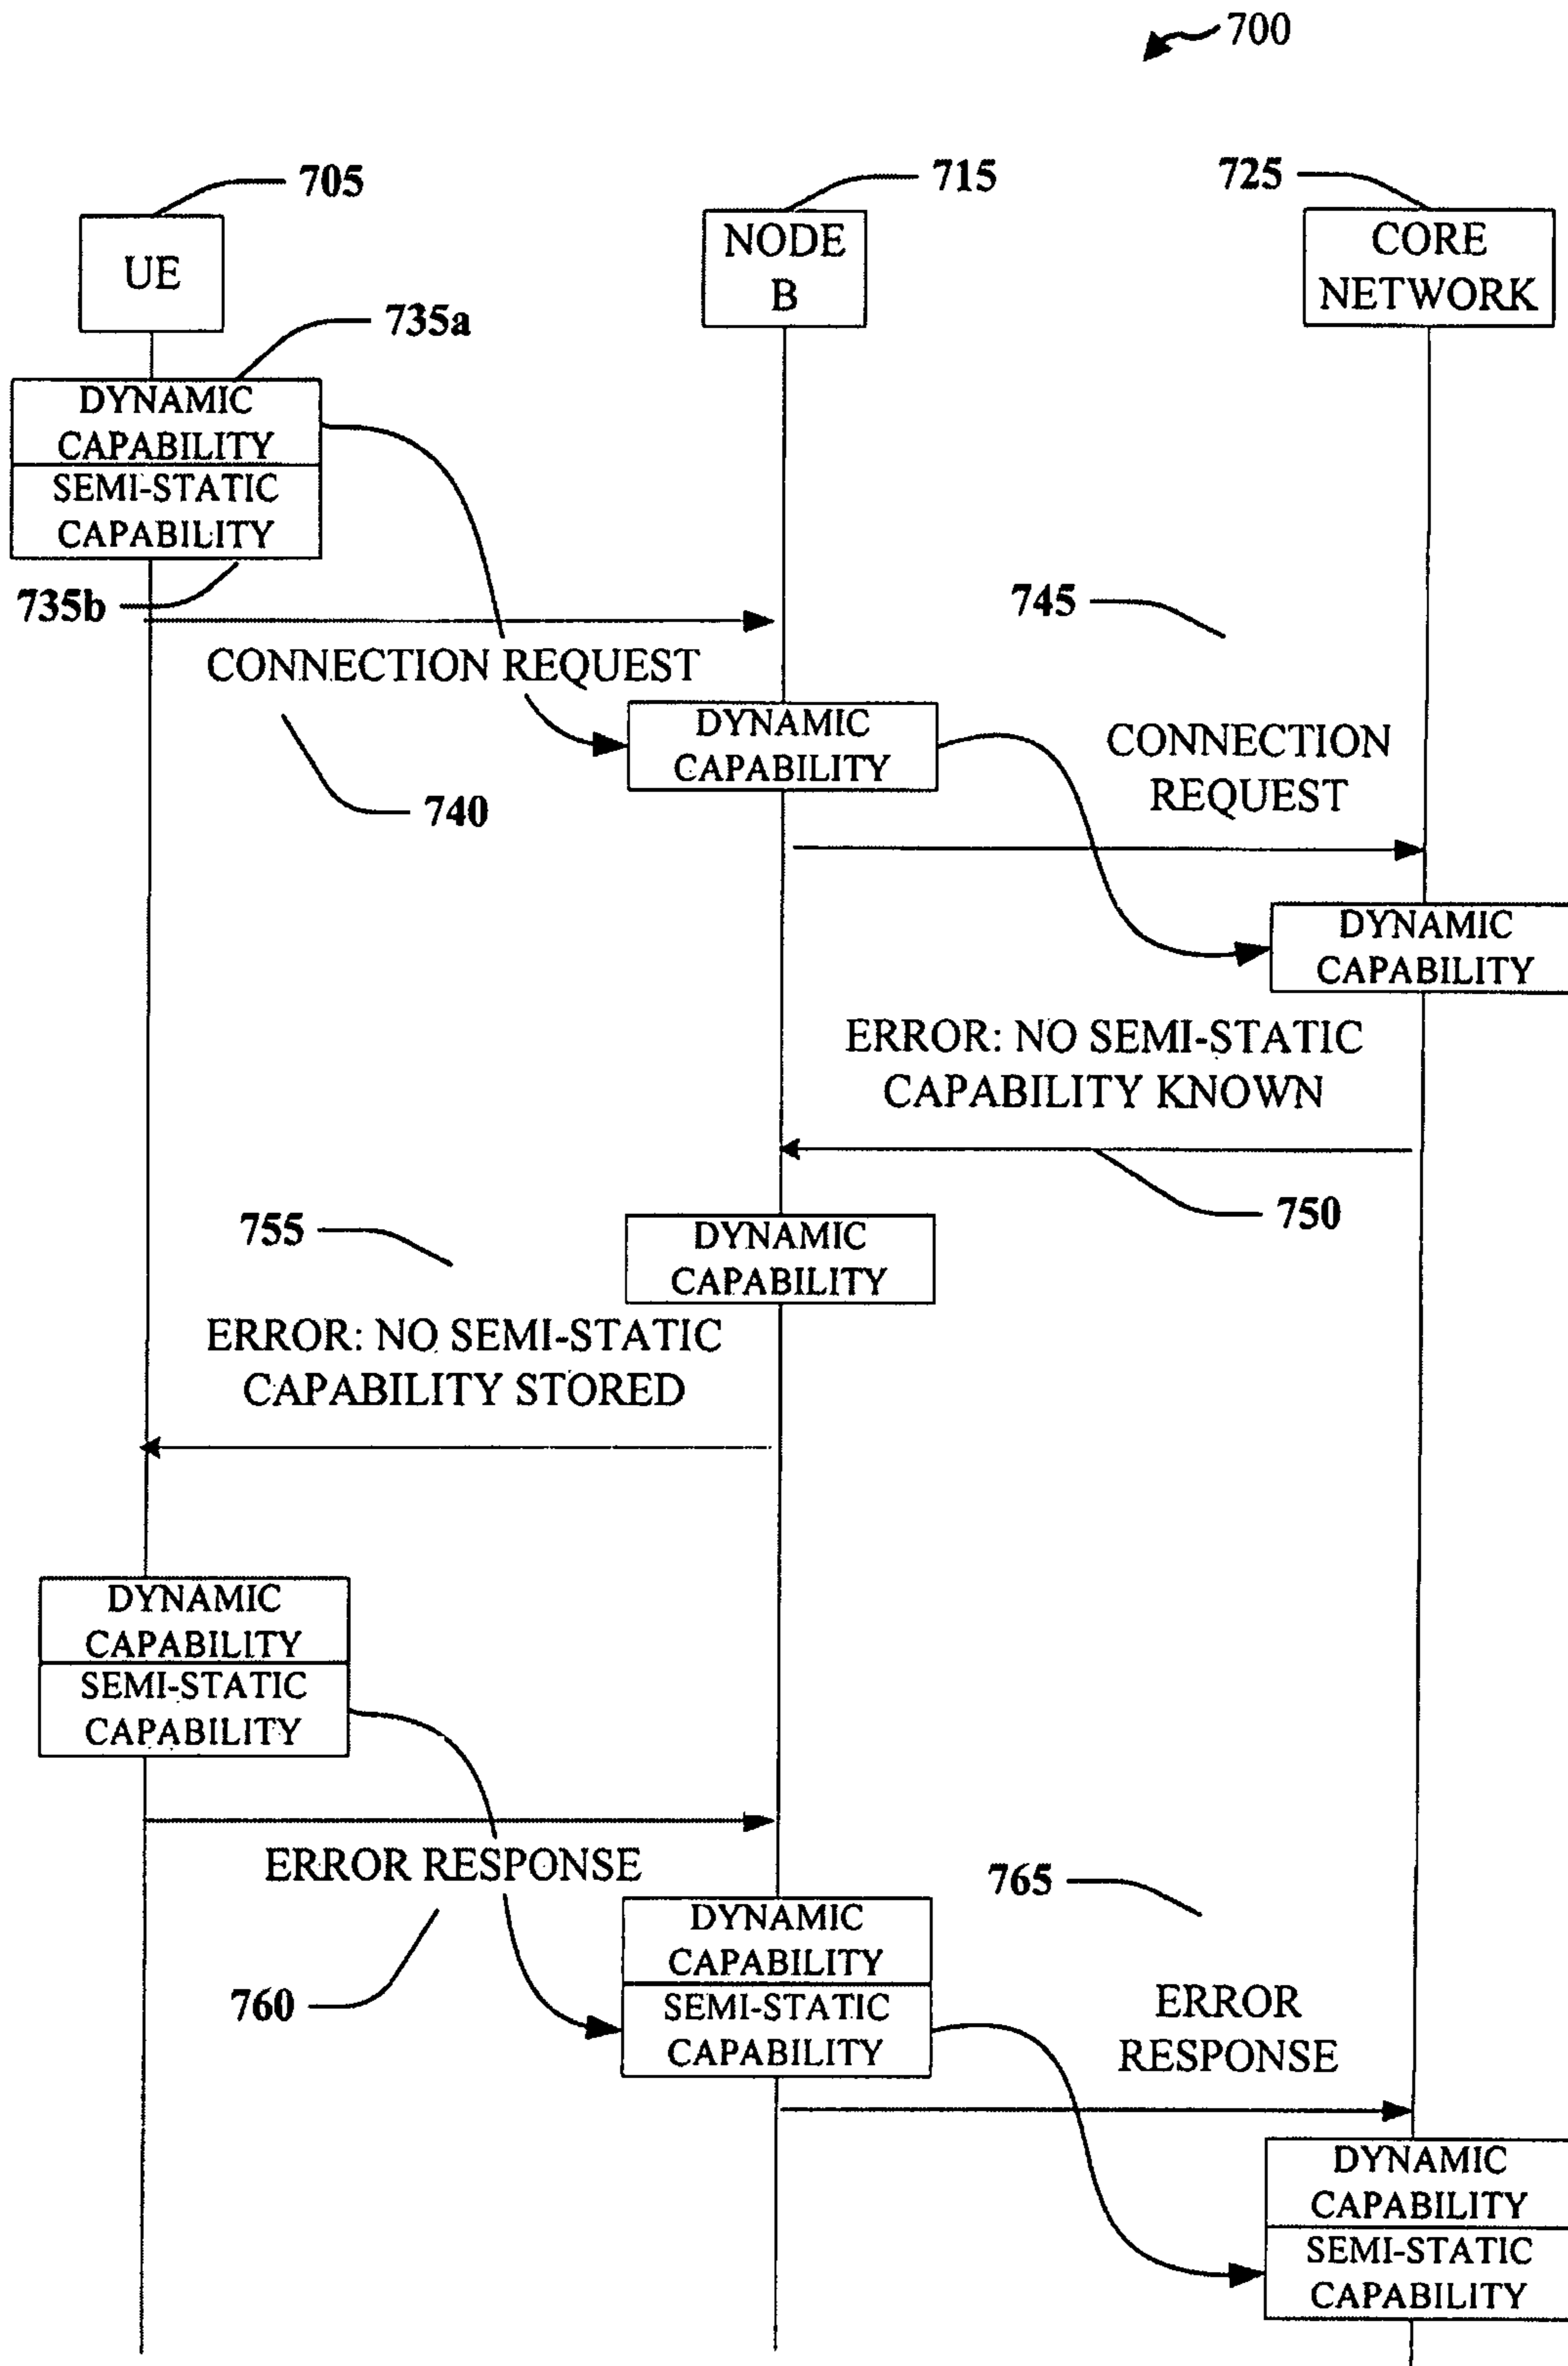 700
705
715
725
UE
NODE
B
CORE
NETWORK
735a
DYNAMIC
CAPABILITY
SEMI-STATIC
CAPABILITY
735b
745
CONNECTION REQUEST
DYNAMIC
CAPABILITY
CONNECTION
REQUEST
740
DYNAMIC
CAPABILITY
ERROR: NO SEMI-STATIC
CAPABILITY KNOWN
750
755
DYNAMIC
CAPABILITY
ERROR: NO SEMI-STATIC
CAPABILITY STORED
DYNAMIC
CAPABILITY
SEMI-STATIC
CAPABILITY
ERROR RESPONSE
765
DYNAMIC
CAPABILITY
SEMI-STATIC
CAPABILITY
760
ERROR
RESPONSE
DYNAMIC
CAPABILITY
SEMI-STATIC
CAPABILITY